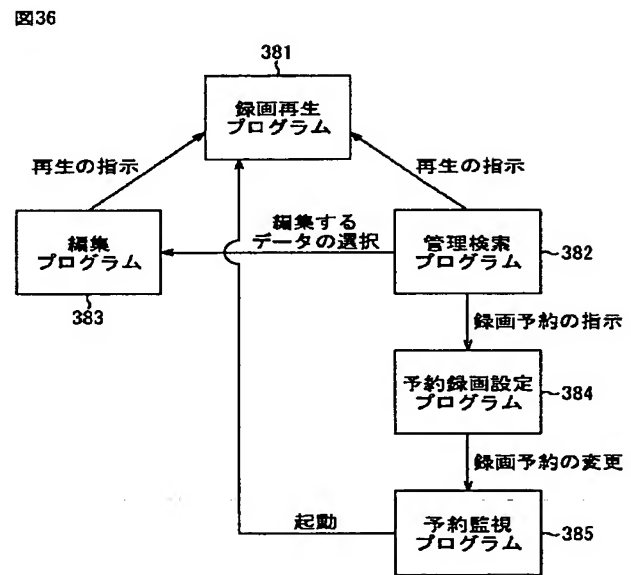 図36
381
録画再生
プログラム
再生の指示
再生の指示
編集する
データの選択
編集
プログラム
383
管理検索
プログラム
382
録画予約の指示
予約録画設定
プログラム
384
録画予約の変更
起動
予約監視
プログラム
385